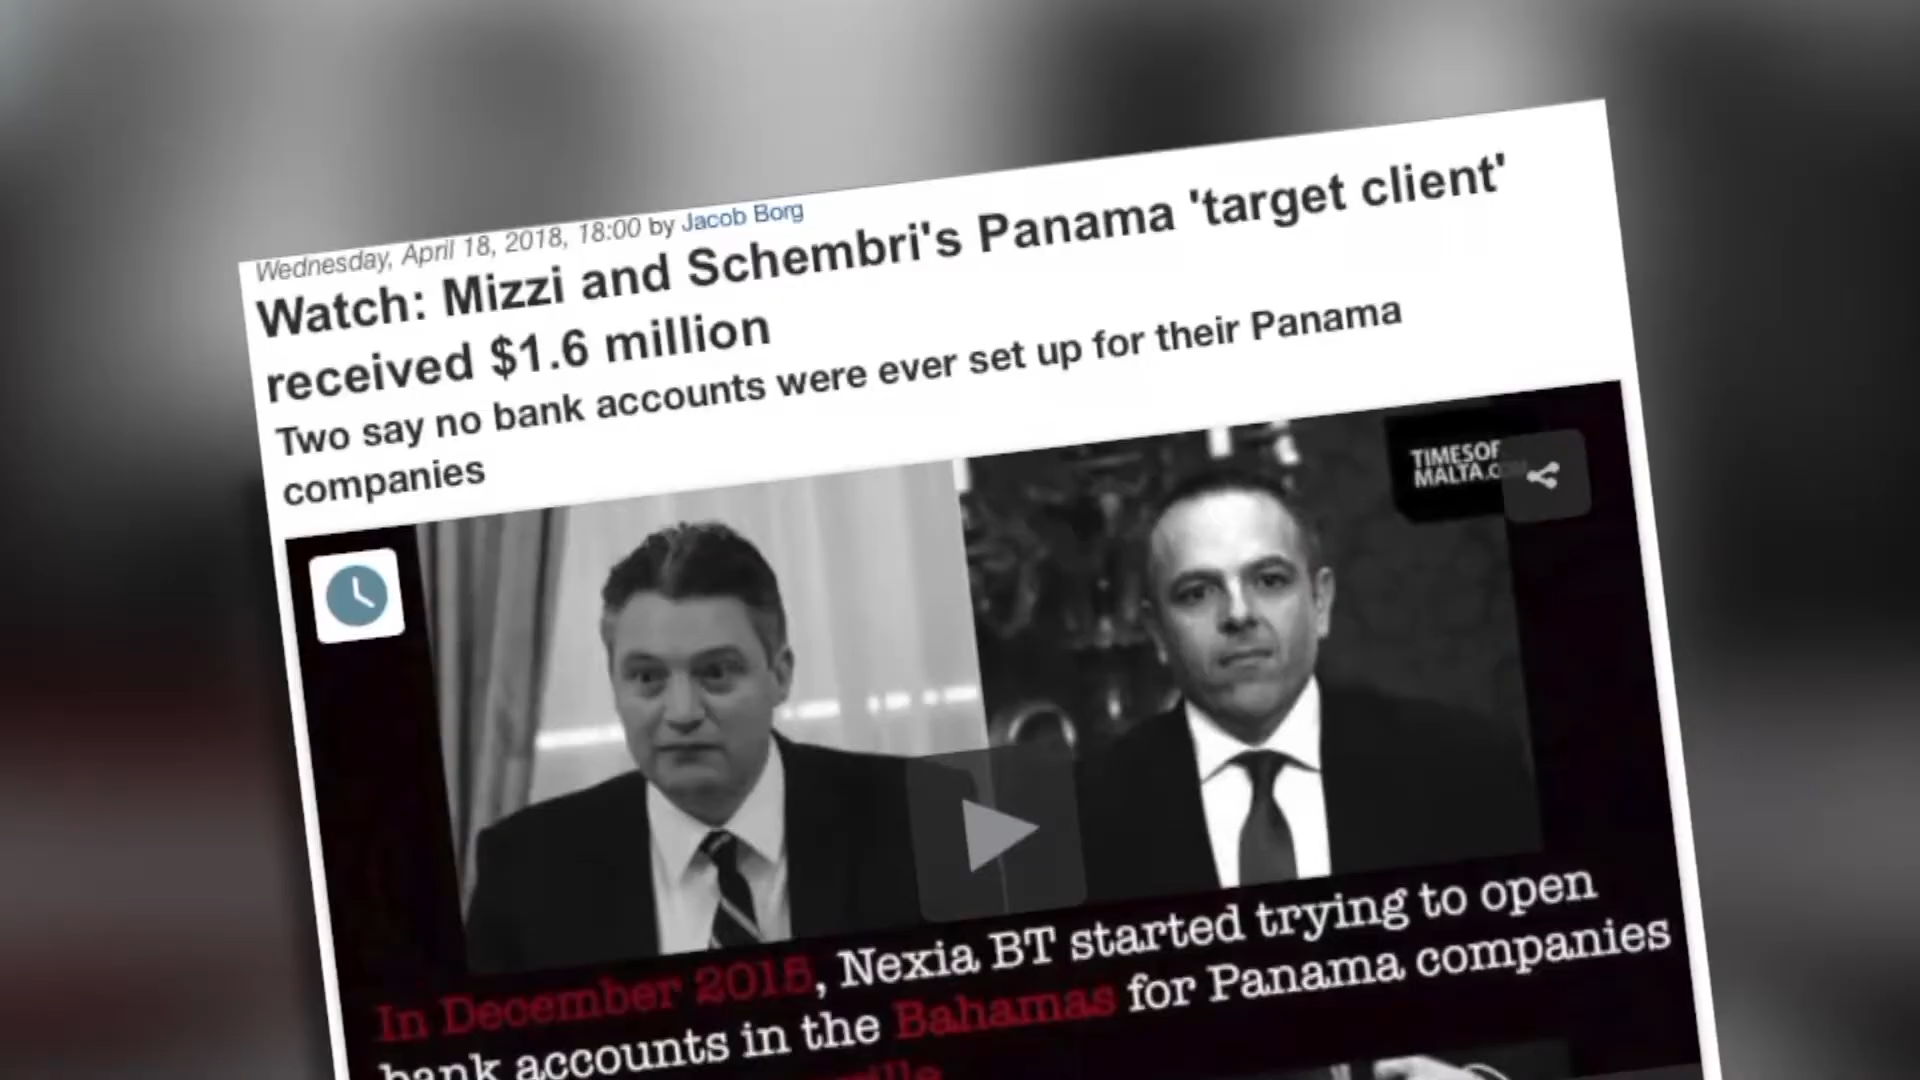 Wednesday, April 18, 2018, 18:00 by Jacob Borg
Watch: Mizzi and Schembri's Panama 'target client'
received $1.6 million
Two say no bank accounts were ever set up for their Panama
companies
TIMESOF
MALTA.COM
In December 2015, Nexia BT started trying to open
bank accounts in the Bahamas for Panama companies